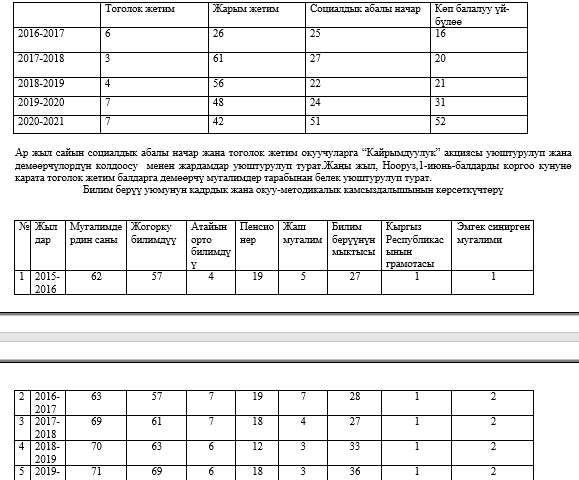 Тоголок жетим Жарым жетим Социалдык абалы начар Көп балалуу үй-
бүлөө
2016-2017 6 26 25 16
2017-2018 3 61 27 20
2018-2019 4 56 22 21
2019-2020 7 48 24 31
2020-2021 7 42 51 52
Ар жыл сайын социалдык абалы начар жана тоголок жетим окуучуларга “Кайрымдуулук” акциясы уюштурулуп жана
демөөрчүлөрдүн колдоосу менен жардамдар уюштурулуп турат.Жаңы жыл, Нооруз,1-июнь-балдарды коргоо күнүнө
карата тоголок жетим балдарга демөөрчү мугалимдер тарабынан белек уюштурулуп турат.
Билим берүү уюмунун кадрдык жана окуу-методикалык камсыздалышынын көрсөткүчтөрү
№ Жыл Мугалимде Жогорку Атайын Пенсио Жаш Билим Кыргыз Эмгек сиңирген
дар рдин саны билимдүү орто нер мугалим берүүнүн Республикас мугалими
билимдү мыктысы ынын
ү грамотасы
1 2015- 62 57 4 19 5 27 1 1
2016
2 2016- 63 57 7 19 7 28 1 2
2017
3 2017- 69 61 7 18 4 27 1 2
2018
4 2018- 70 63 6 12 3 33 1 2
2019
5 2019- 71 69 6 18 3 36 1 2